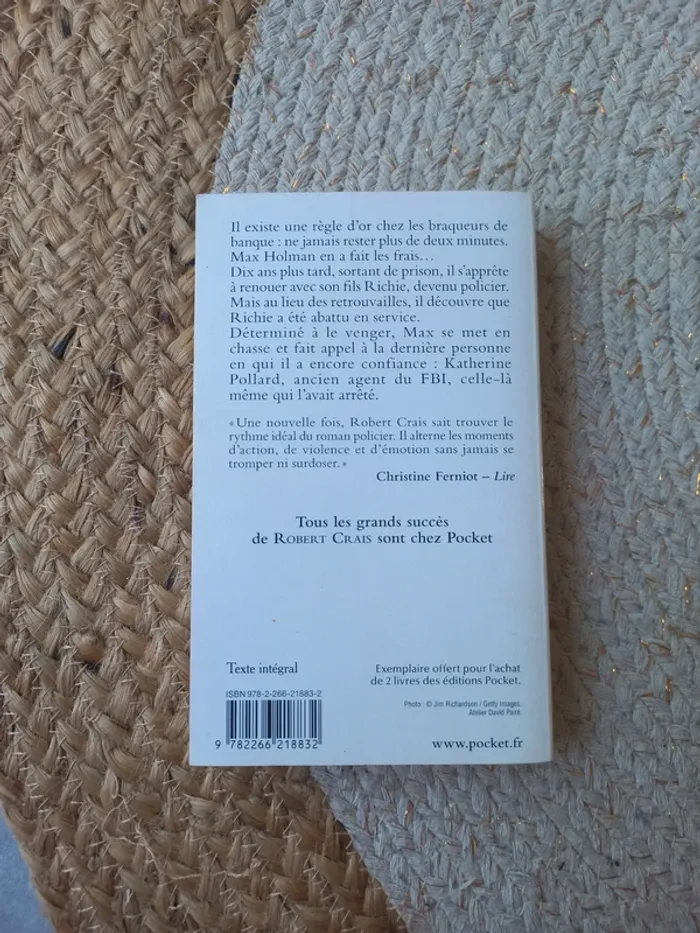 Il existe une règle d'or chez les braqueurs de
banque : ne jamais rester plus de deux minutes.
Max Holman en a fait les frais…
Dix ans plus tard, sortant de prison, il s'apprête
à renouer avec son fils Richie, devenu policier.
Mais au lieu des retrouvailles, il découvre que
Richie a été abattu en service.
Déterminé à le venger, Max se met en
chasse et fait appel à la dernière personne
en qui il a encore confiance : Katherine
Pollard, ancien agent du FBI, celle-là
même qui l'avait arrêté.
« Une nouvelle fois, Robert Crais sait trouver le
rythme idéal du roman policier. Il alterne les moments
d'action, de violence et d'émotion sans jamais se
tromper ni surdoser. »
Christine Ferniot – Lire
Tous les grands succès
de ROBERT CRAIS sont chez Pocket
Texte intégral
Exemplaire offert pour l'achat
de 2 livres des éditions Pocket.
ISBN 978-2-266-21883-2
Photo : © Jim Richardson / Getty Images.
Atelier David Paint.
9 782266 218832
www.pocket.fr